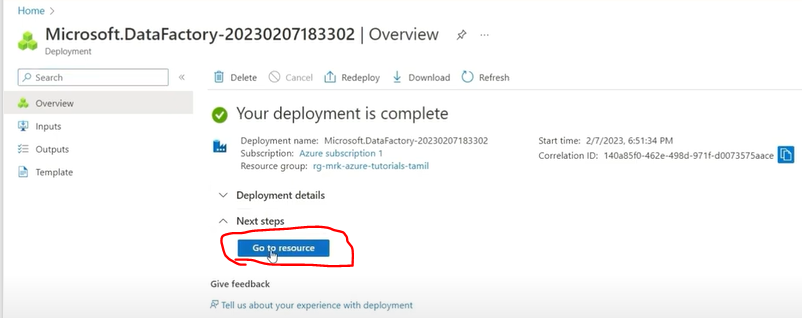 Home >
Microsoft.DataFactory-20230207183302 | Overview ...
Deployment
Search «
Delete Cancel Redeploy Download Refresh
Overview
Inputs
Outputs
Template
Your deployment is complete
Deployment name: Microsoft.DataFactory-20230207183302 Start time: 2/7/2023, 6:51:34 PM
Subscription: Azure subscription 1 Correlation ID: 140a85f0-462e-498d-971f-d0073575aace
Resource group: rg-mrk-azure-tutorials-tamil
Deployment details
Next steps
Go to resource
Give feedback
Tell us about your experience with deployment